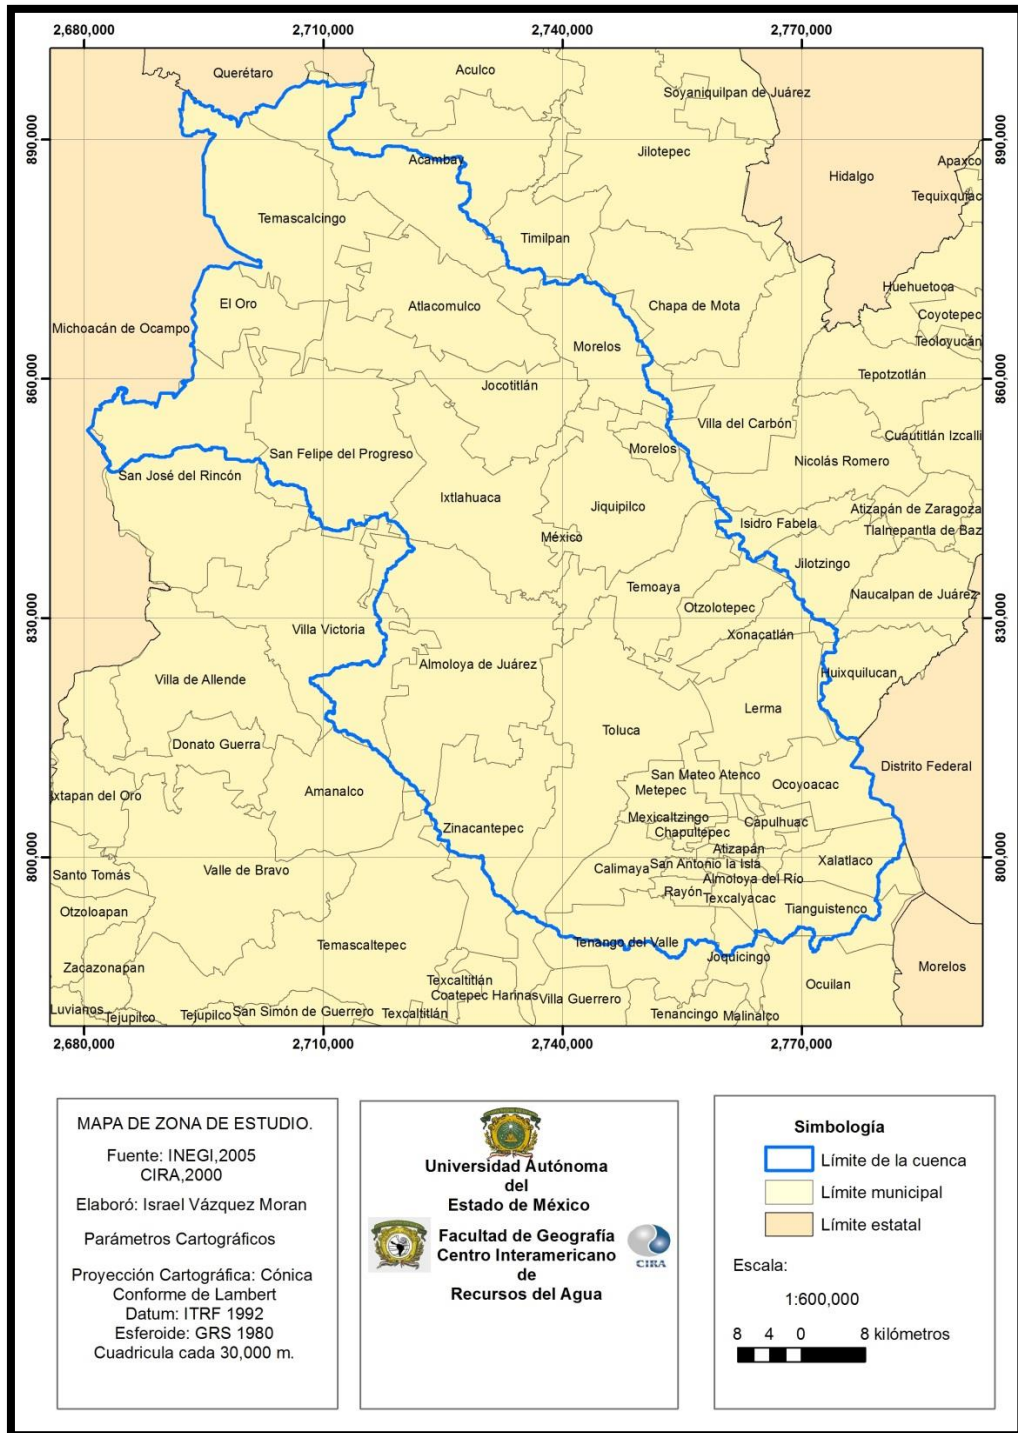 2,680,000 2,710,000 2,740,000 2,770,000
Querétaro
Aculco
Soyaniquilpan de Juárez
890,000
890,000
Acambay
Jilotepec
Apaxco
Hidalgo
Tequixquiac
Temascalcingo
Timilpan
Huehuetoca
El Oro
Atlacomulco
Chapa de Mota
Coyotepec
Michoacán de Ocampo
Teoloyucán
Morelos
860,000
860,000
Jocotitlán
Tepotzotlán
Villa del Carbón
Cuautitlán Izcalli
San Felipe del Progreso
Morelos
Nicolás Romero
San José del Rincón
Ixtlahuaca
Jiquipilco
Atizapán de Zaragoza
Isidro Fabela
Tlalnepantla de Baz
México
Jilotzingo
Temoaya
Naucalpan de Juárez
Otzolotepec
830,000
830,000
Villa Victoria
Xonacatlán
Almoloya de Juárez
Huixquilucan
Villa de Allende
Lerma
Toluca
Donato Guerra
Distrito Federal
San Mateo Atenco
Ixtapan del Oro
Amanalco
Metepec
Ocoyoacac
Mexicaltzingo
Capulhuac
Zinacantepec
Chapultepec
Atizapán
800,000
800,000
Santo Tomás
Valle de Bravo
Calimaya
San Antonio la Isla
Xalatlaco
Almoloya del Río
Rayón
Texcalyacac
Otzoloapan
Tianguistenco
Temascaltepec
Tenango del Valle
Joquicingo
Zacazonapan
Morelos
Texcaltitlán
Ocuilan
Coatepec Harinas
Villa Guerrero
Luvianos
Tejupilco
Tejupilco
San Simón de Guerrero
Texcaltitlán
Tenancingo
Malinalco
2,680,000 2,710,000 2,740,000 2,770,000
MAPA DE ZONA DE ESTUDIO.
Fuente: INEGI,2005
CIRA,2000
Elaboró: Israel Vázquez Moran
Parámetros Cartográficos
Proyección Cartográfica: Cónica
Conforme de Lambert
Datum: ITRF 1992
Esferoide: GRS 1980
Cuadricula cada 30,000 m.
Universidad Autónoma
del
Estado de México
Facultad de Geografía
Centro Interamericano
de
Recursos del Agua
CIRA
Simbología
Límite de la cuenca
Límite municipal
Límite estatal
Escala:
1:600,000
8 4 0 8 kilómetros